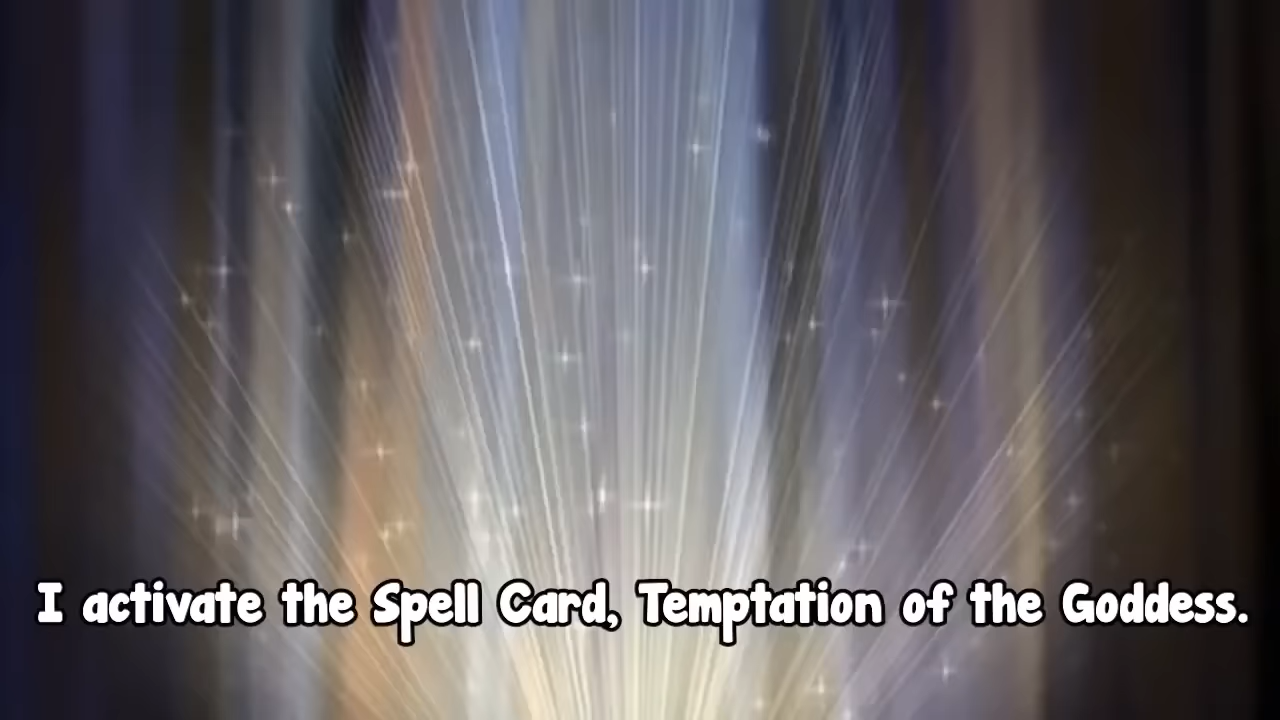 I activate the Spell Card, Temptation of the Goddess.